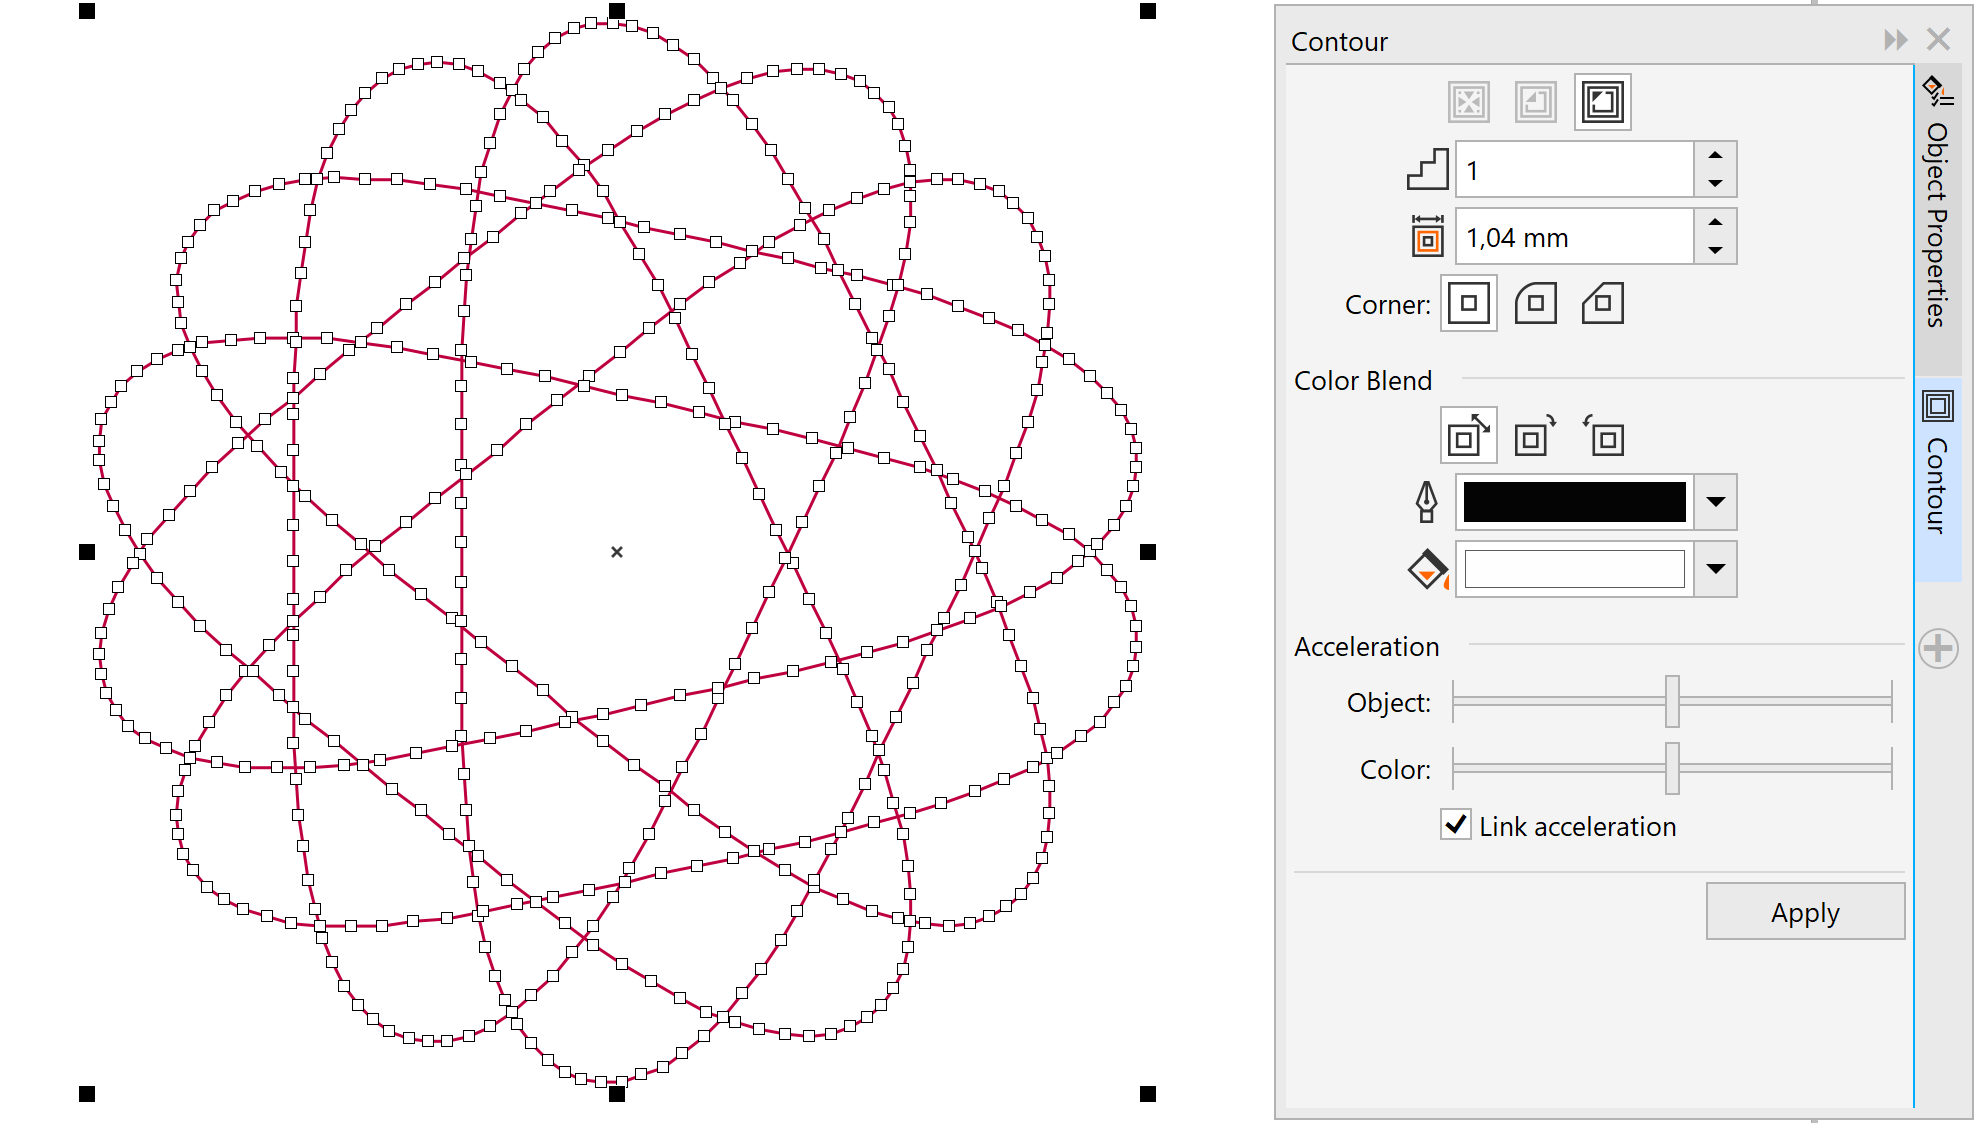 Contour
1
1,04 mm
Corner:
Color Blend
Acceleration
Object:
Color:
Link acceleration
Apply
Object Properties
Contour